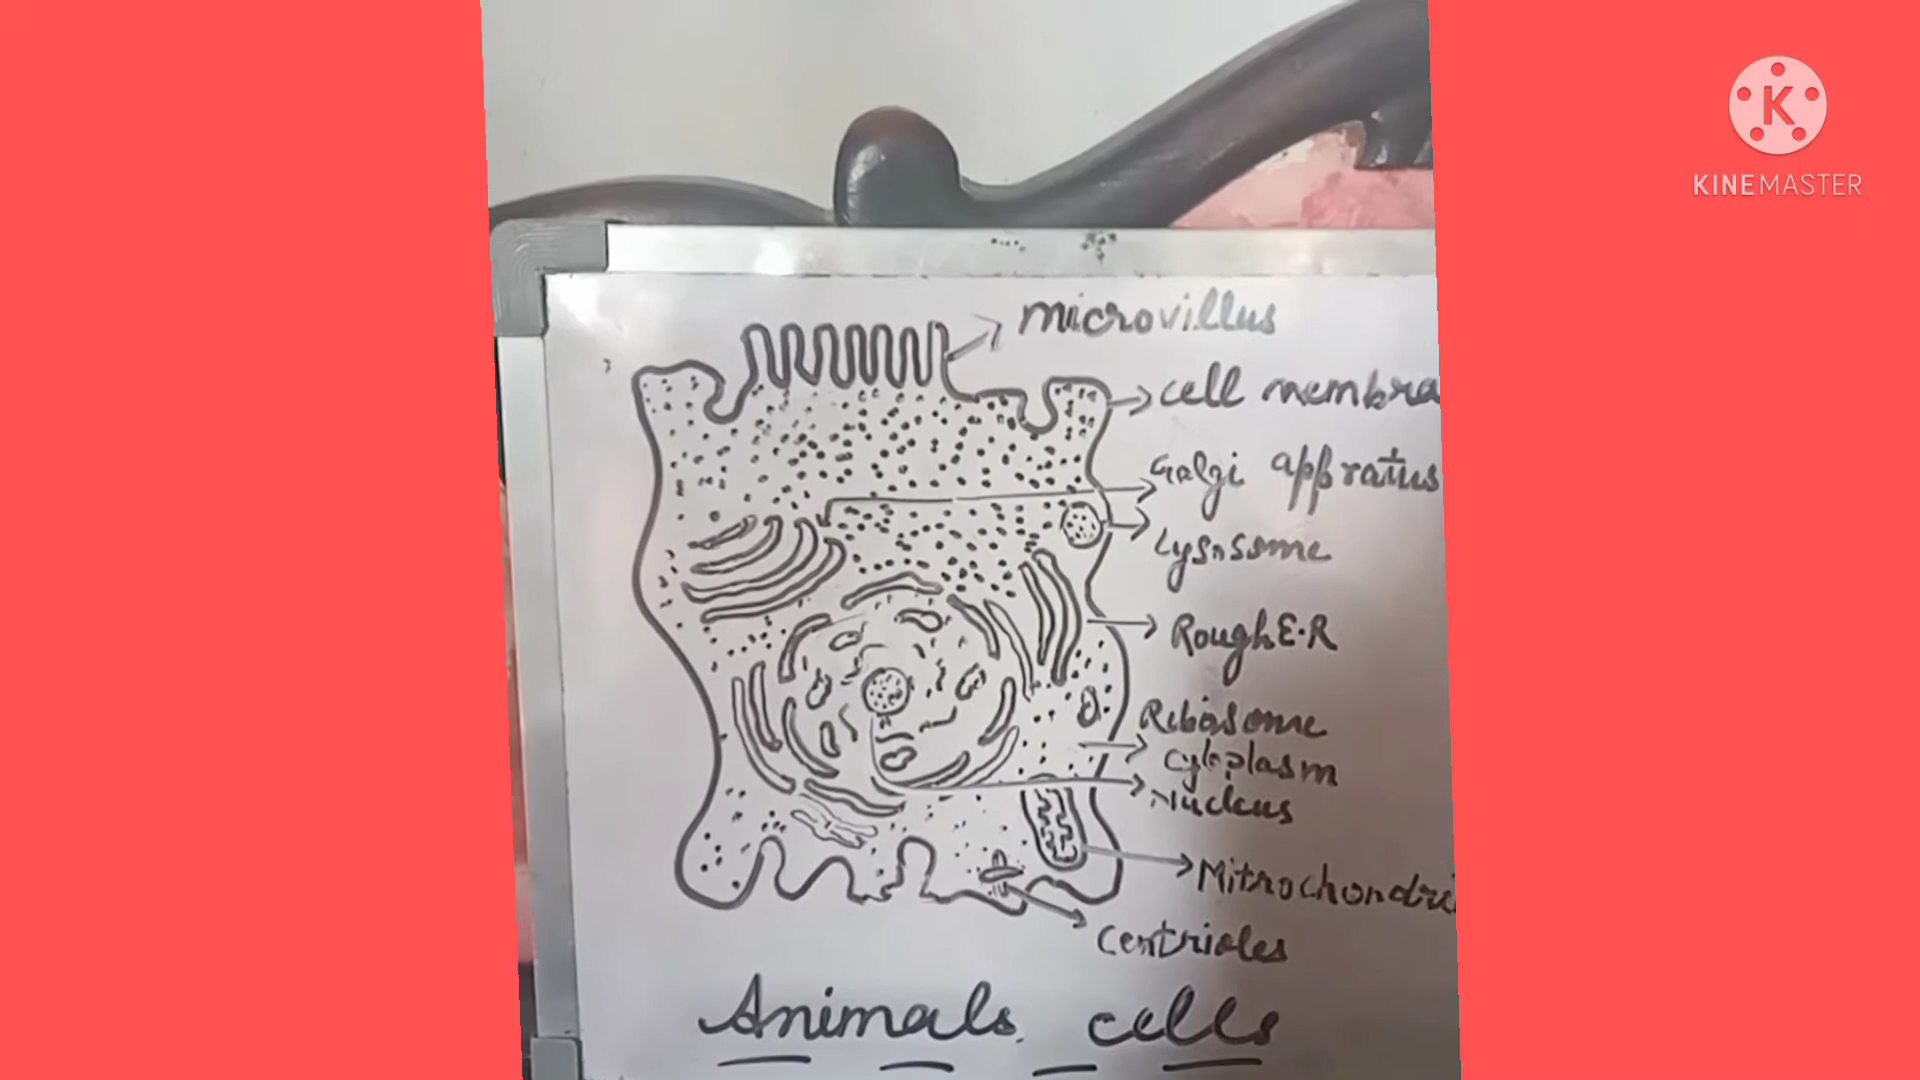 KINEMASTER
microvillus
cell membra
Golgi appratus
Lysosome
Rough E.R
Ribosome
Cytoplasm
Nucleus
Mitrochondri
Centrioles
Animals cells